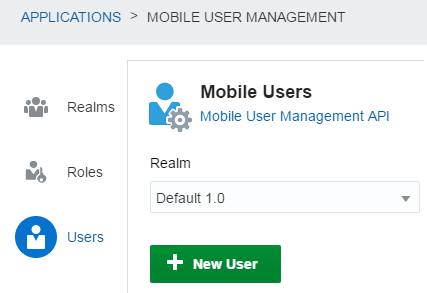 APPLICATIONS > MOBILE USER MANAGEMENT
Realms
Roles
Users
Mobile Users
Mobile User Management API
Realm
Default 1.0
New User